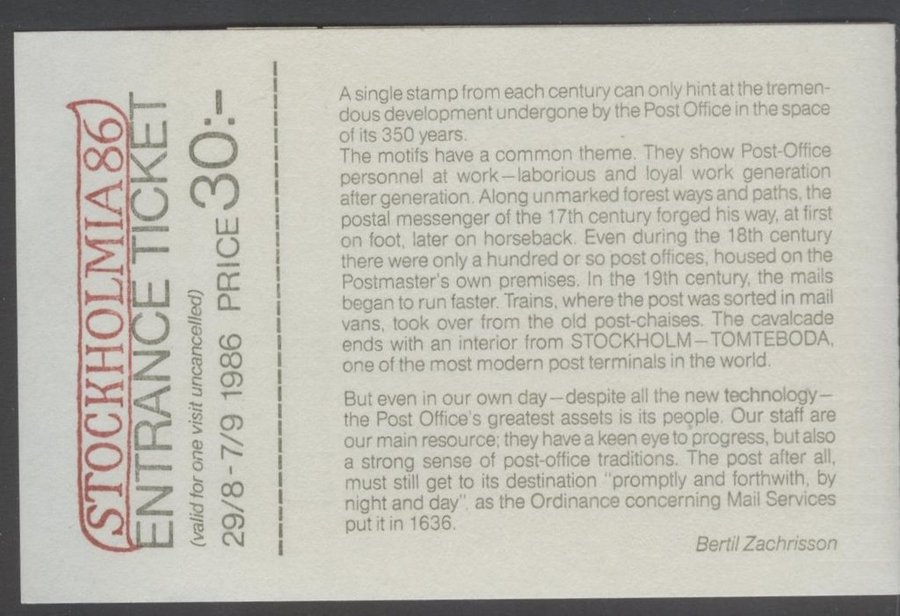 STOCKHOLMIA 86
ENTRANCE TICKET
(valid for one visit uncancelled)
29/8 - 7/9 1986 PRICE 30:-
A single stamp from each century can only hint at the tremen-
dous development undergone by the Post Office in the space
of its 350 years.
The motifs have a common theme. They show Post-Office
personnel at work—laborious and loyal work generation
after generation. Along unmarked forest ways and paths, the
postal messenger of the 17th century forged his way, at first
on foot, later on horseback. Even during the 18th century
there were only a hundred or so post offices, housed on the
Postmaster's own premises. In the 19th century, the mails
began to run faster. Trains, where the post was sorted in mail
vans, took over from the old post-chaises. The cavalcade
ends with an interior from STOCKHOLM—TOMTEBODA,
one of the most modern post terminals in the world.
But even in our own day—despite all the new technology—
the Post Office's greatest assets is its people. Our staff are
our main resource; they have a keen eye to progress, but also
a strong sense of post-office traditions. The post after all,
must still get to its destination "promptly and forthwith, by
night and day", as the Ordinance concerning Mail Services
put it in 1636.
Bertil Zachrisson